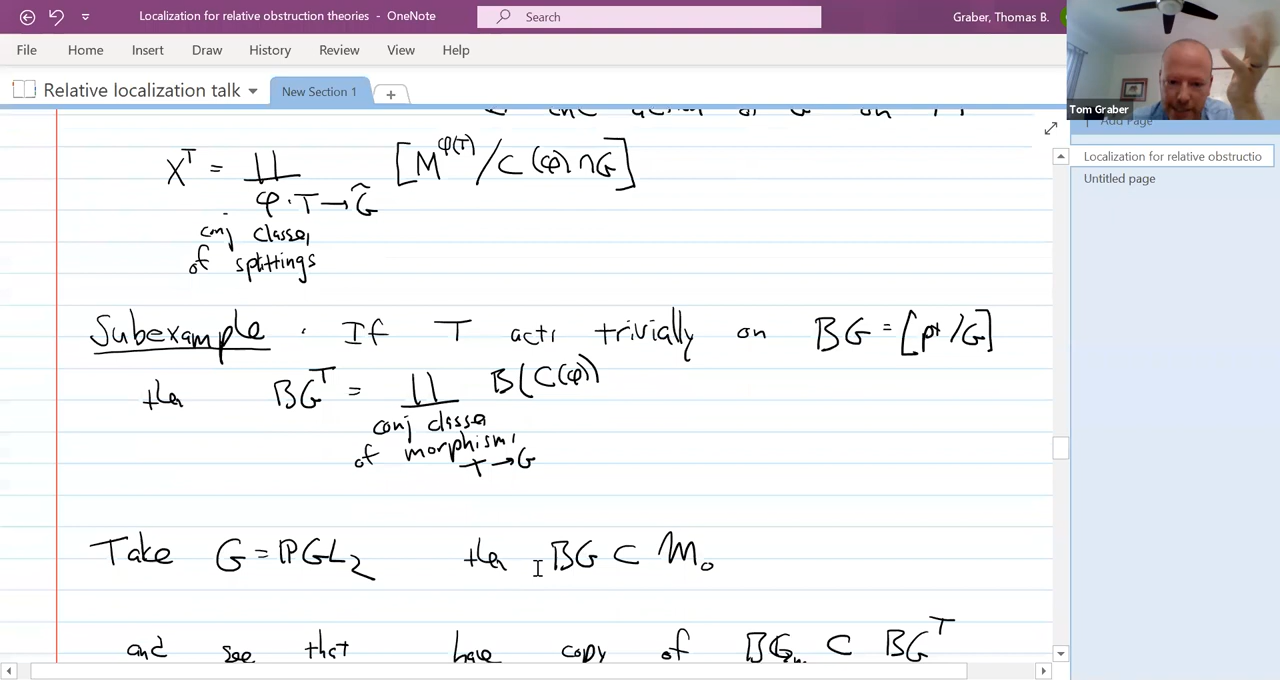 Localization for relative obstruction theories - OneNote
Search
Graber, Thomas B.
File Home Insert Draw History Review View Help
Relative localization talk
New Section 1
Tom Graber
Add Page
Localization for relative obstructio
Untitled page
X^T = ∐ [M^{φ(T)} / C(φ)∩G]
φ: T → G̃
conj classes
of splittings
Subexample. If T acts trivially on BG = [pt/G]
then BG^T = ∐ B(C(φ))
conj classes
of morphisms
T → G
Take G = PGL_2 then BG ⊂ M_0
and see that have copy of BG_m ⊂ BG^T